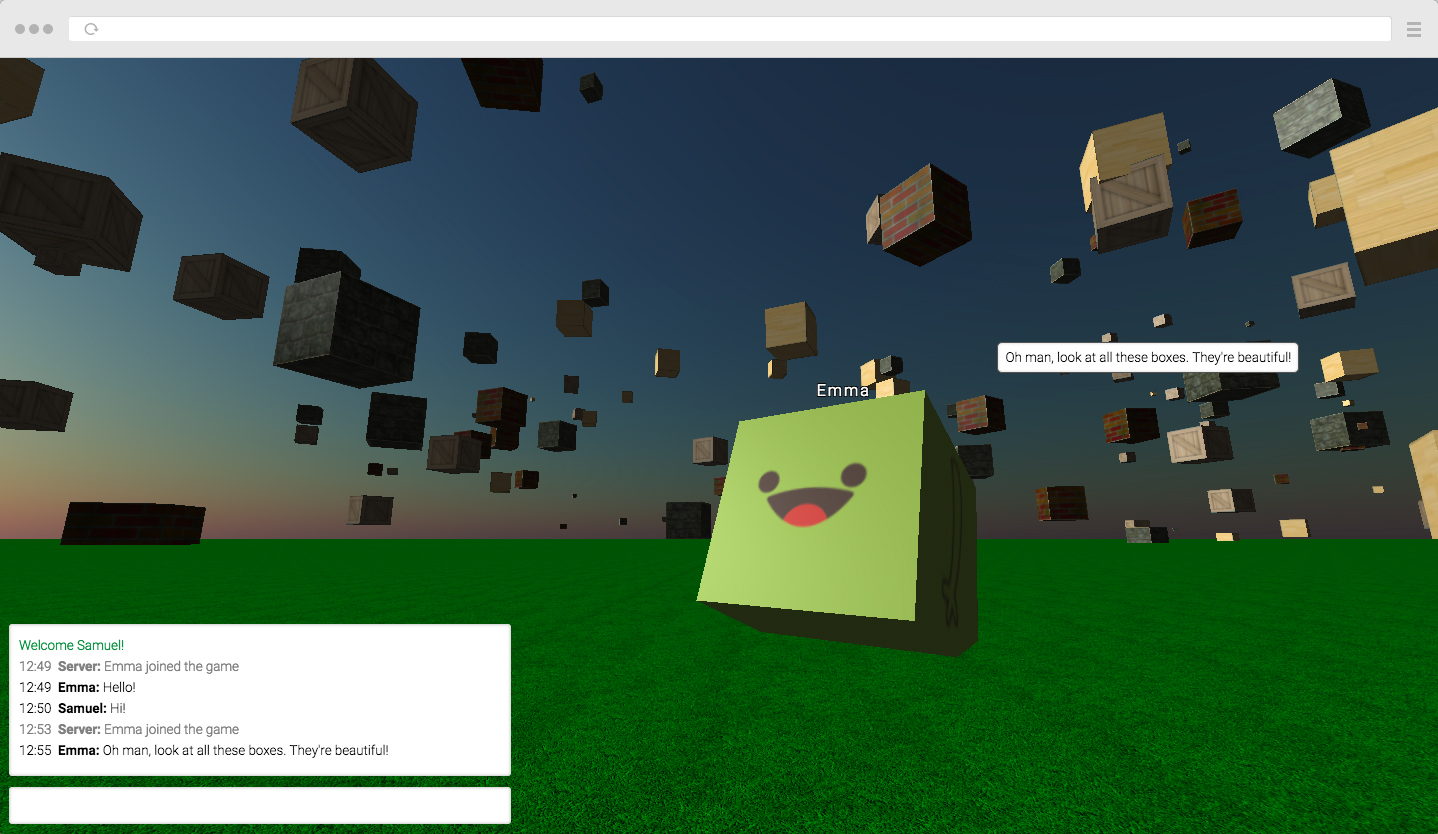 Oh man, look at all these boxes. They're beautiful!
Emma
Welcome Samuel!
12:49 Server: Emma joined the game
12:49 Emma: Hello!
12:50 Samuel: Hi!
12:53 Server: Emma joined the game
12:55 Emma: Oh man, look at all these boxes. They're beautiful!